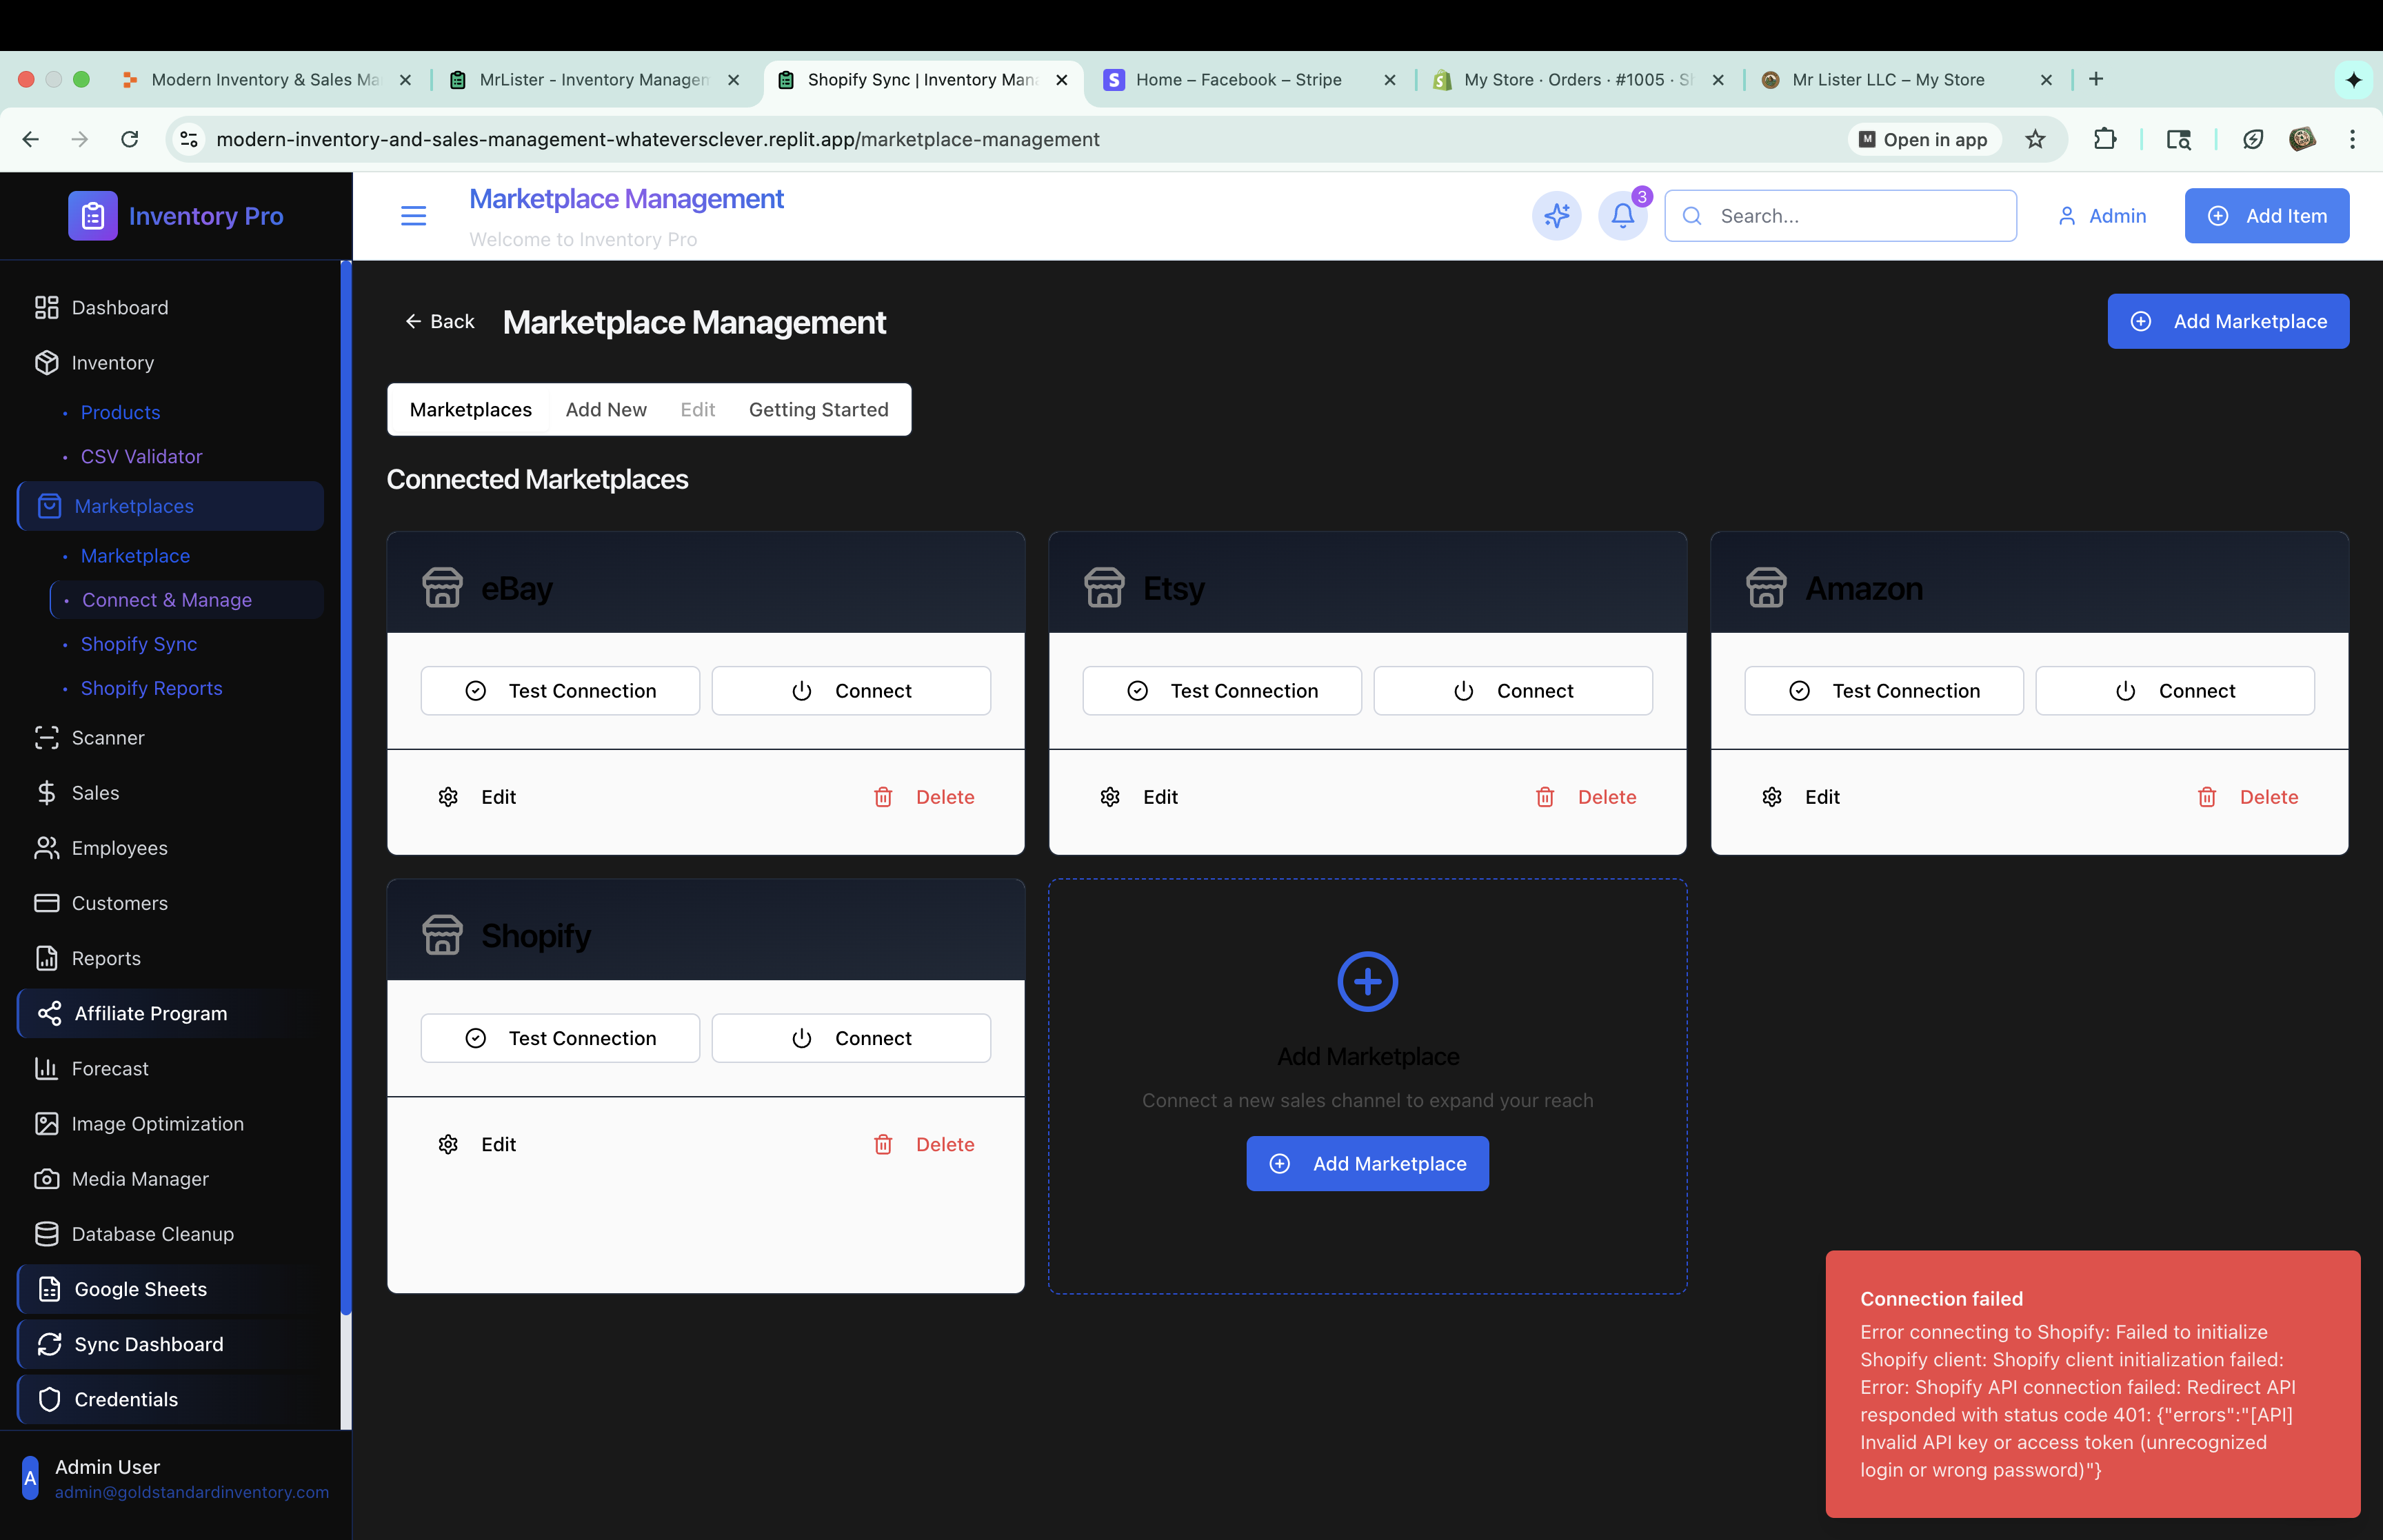 Modern Inventory & Sales Ma
MrLister - Inventory Managem
Shopify Sync | Inventory Mana
Home – Facebook – Stripe
My Store · Orders · #1005 · Sh
Mr Lister LLC – My Store
modern-inventory-and-sales-management-whateversclever.replit.app/marketplace-management
Open in app
Inventory Pro
Marketplace Management
Welcome to Inventory Pro
3
Search...
Admin
Add Item
Dashboard
Inventory
Products
CSV Validator
Marketplaces
Marketplace
Connect & Manage
Shopify Sync
Shopify Reports
Scanner
Sales
Employees
Customers
Reports
Affiliate Program
Forecast
Image Optimization
Media Manager
Database Cleanup
Google Sheets
Sync Dashboard
Credentials
A
Admin User
admin@goldstandardinventory.com
Back
Marketplace Management
Add Marketplace
Marketplaces
Add New
Edit
Getting Started
Connected Marketplaces
eBay
Test Connection
Connect
Edit
Delete
Etsy
Test Connection
Connect
Edit
Delete
Amazon
Test Connection
Connect
Edit
Delete
Shopify
Test Connection
Connect
Edit
Delete
Add Marketplace
Connect a new sales channel to expand your reach
Add Marketplace
Connection failed
Error connecting to Shopify: Failed to initialize
Shopify client: Shopify client initialization failed:
Error: Shopify API connection failed: Redirect API
responded with status code 401: {"errors":"[API]
Invalid API key or access token (unrecognized
login or wrong password)"}